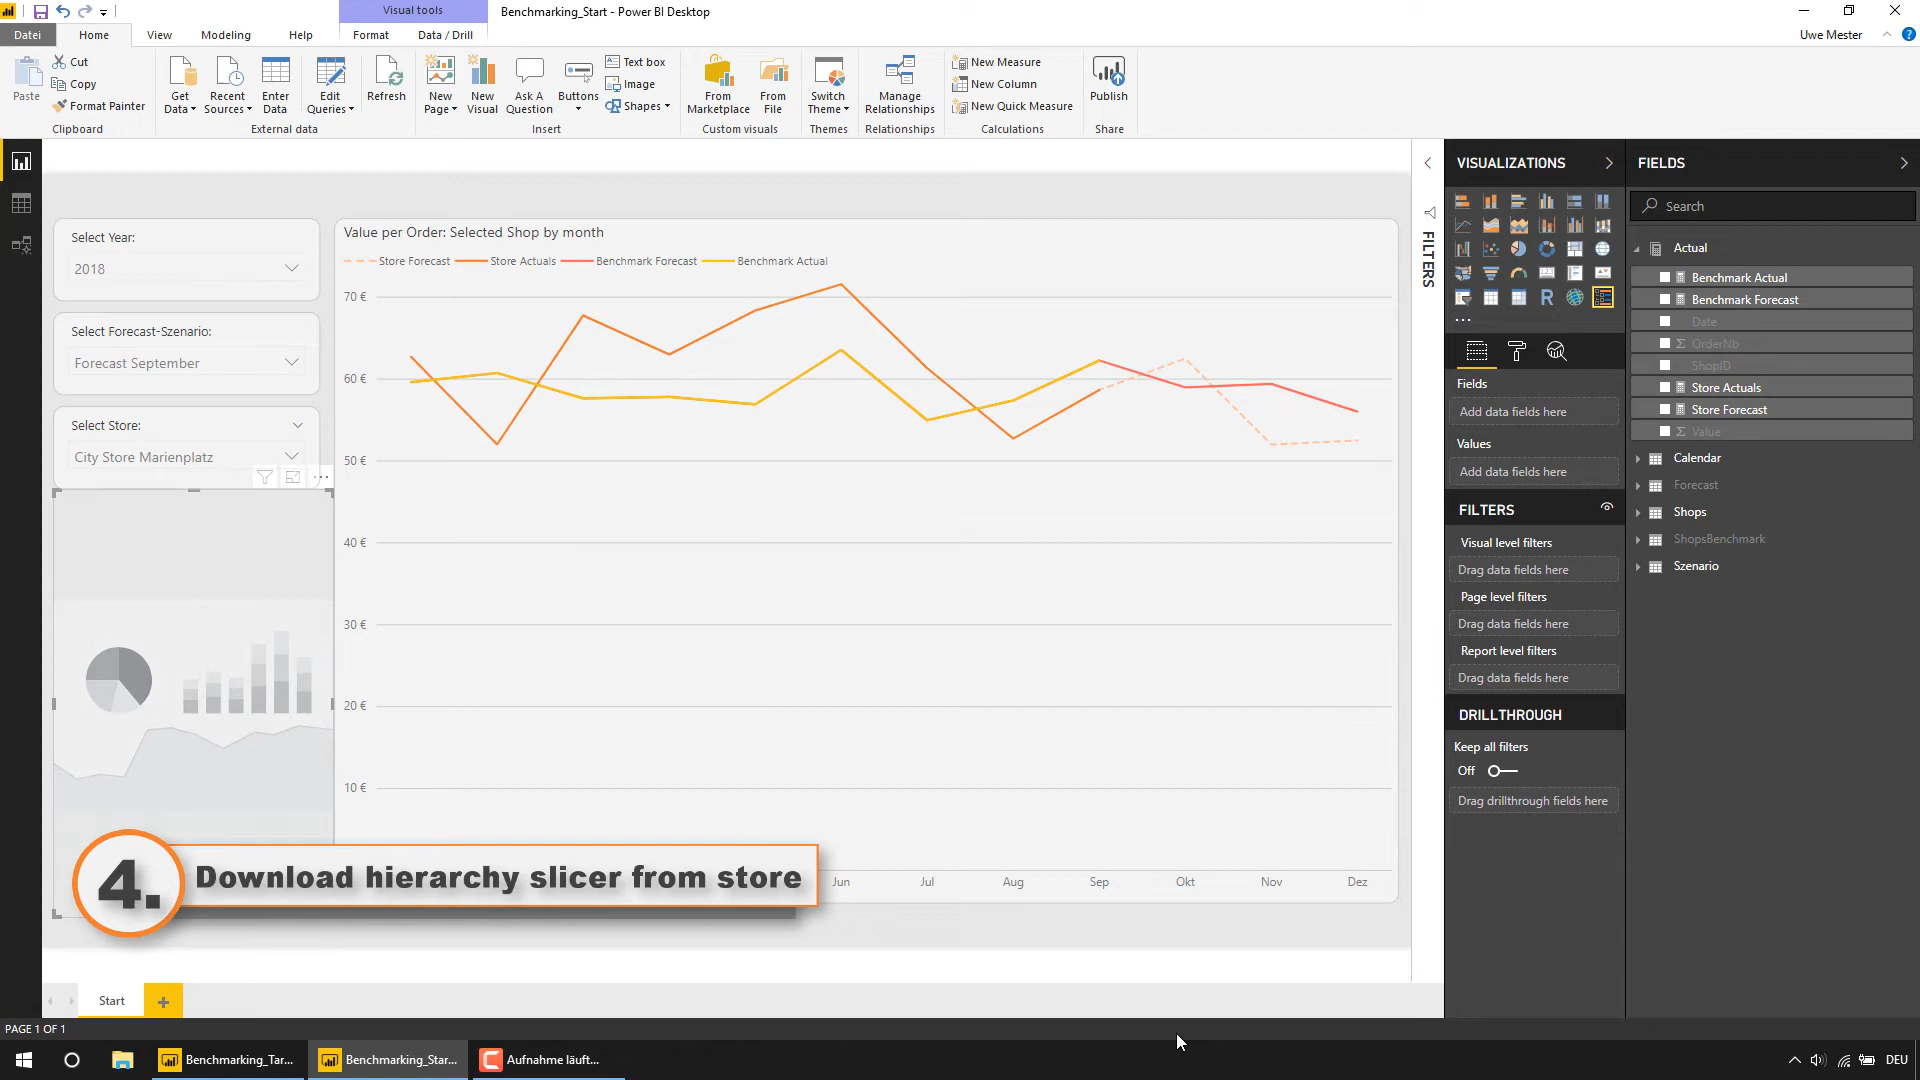 Visual tools
Benchmarking_Start - Power BI Desktop
Datei
Home
View
Modeling
Help
Format
Data / Drill
Uwe Mester
Paste
Cut
Copy
Format Painter
Clipboard
Get Data
Recent Sources
Enter Data
Edit Queries
Refresh
External data
New Page
New Visual
Ask A Question
Buttons
Text box
Image
Shapes
Insert
From Marketplace
From File
Custom visuals
Switch Theme
Themes
Manage Relationships
Relationships
New Measure
New Column
New Quick Measure
Calculations
Publish
Share
Select Year:
2018
Select Forecast-Szenario:
Forecast September
Select Store:
City Store Marienplatz
Value per Order: Selected Shop by month
Store Forecast
Store Actuals
Benchmark Forecast
Benchmark Actual
70 €
60 €
50 €
40 €
30 €
20 €
10 €
Jun
Jul
Aug
Sep
Okt
Nov
Dez
4.
Download hierarchy slicer from store
FILTERS
VISUALIZATIONS
R
Fields
Add data fields here
Values
Add data fields here
FILTERS
Visual level filters
Drag data fields here
Page level filters
Drag data fields here
Report level filters
Drag data fields here
DRILLTHROUGH
Keep all filters
Off
Drag drillthrough fields here
FIELDS
Search
Actual
Benchmark Actual
Benchmark Forecast
Date
Σ OrderNb
ShopID
Store Actuals
Store Forecast
Σ Value
Calendar
Forecast
Shops
ShopsBenchmark
Szenario
Start
PAGE 1 OF 1
Benchmarking_Tar...
Benchmarking_Star...
Aufnahme läuft...
DEU